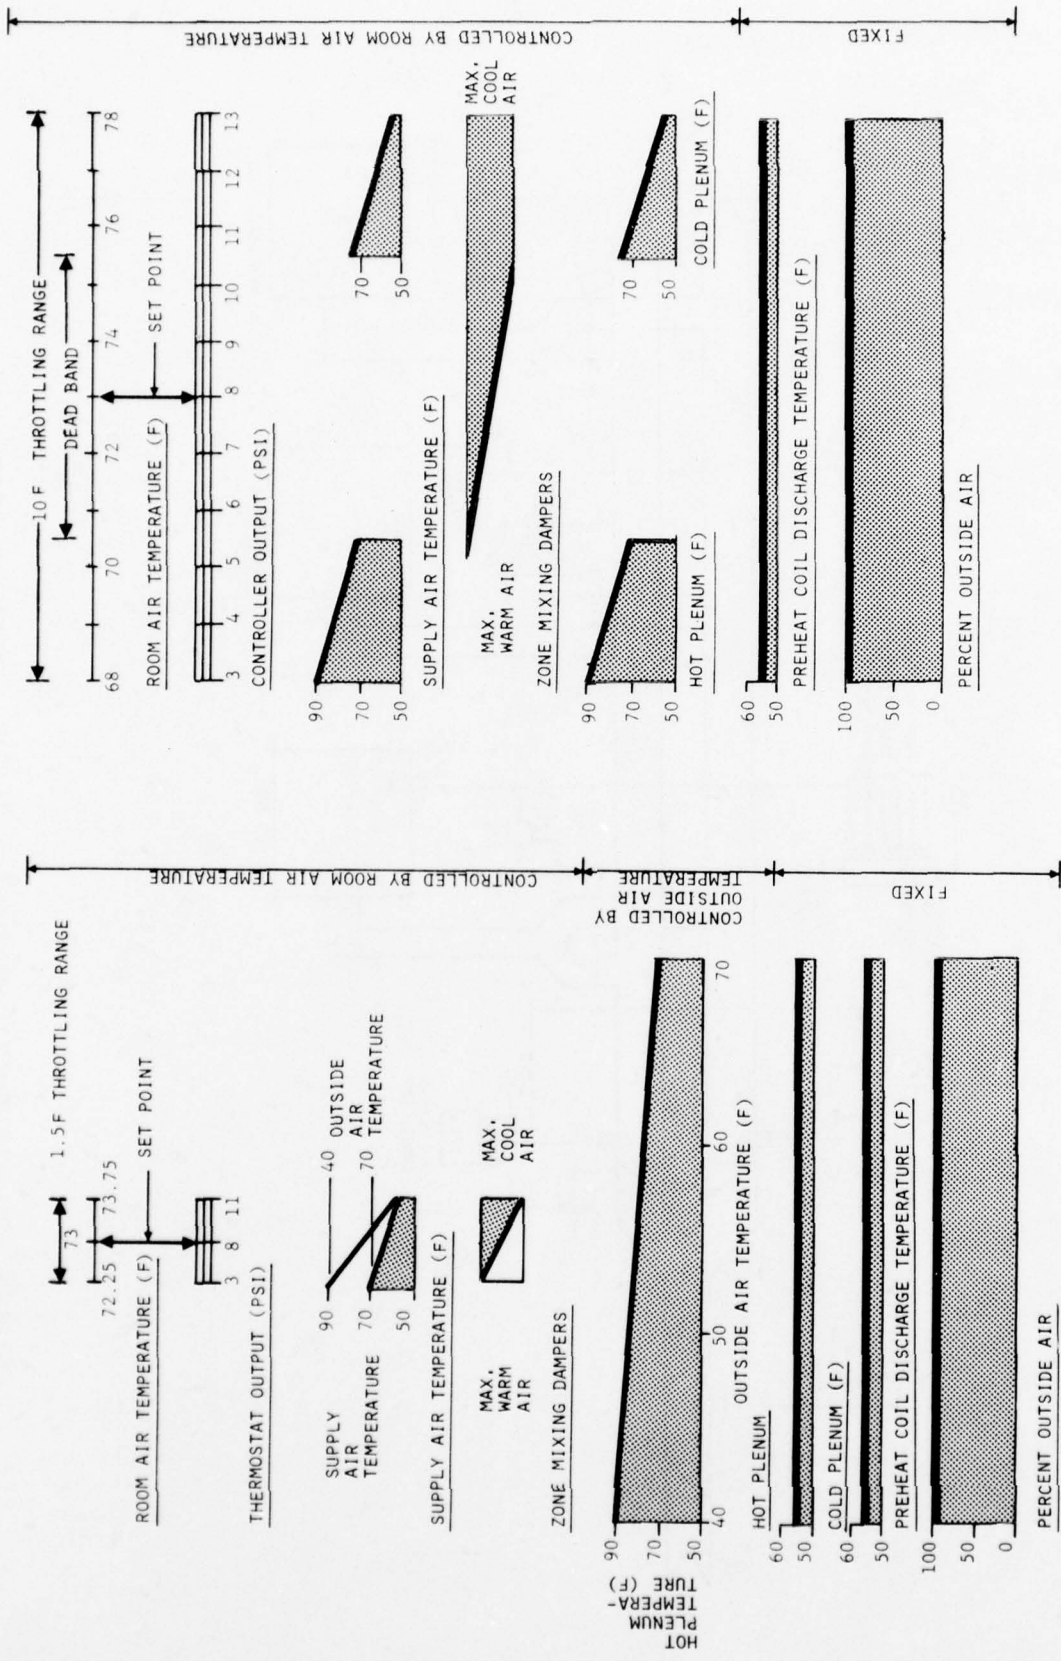 1.5F THROTTLING RANGE
73
72.25 73.75
ROOM AIR TEMPERATURE (F)
SET POINT
3 8 11
THERMOSTAT OUTPUT (PSI)
SUPPLY
AIR
TEMPERATURE
90
70
50
40 OUTSIDE
AIR
70 TEMPERATURE
SUPPLY AIR TEMPERATURE (F)
MAX.
WARM
AIR
MAX.
COOL
AIR
ZONE MIXING DAMPERS
HOT
PLENUM
TEMPERA-
TURE (F)
90
70
50
40 50 60 70
OUTSIDE AIR TEMPERATURE (F)
HOT PLENUM
60
50
COLD PLENUM (F)
60
50
PREHEAT COIL DISCHARGE TEMPERATURE (F)
100
50
0
PERCENT OUTSIDE AIR
CONTROLLED BY ROOM AIR TEMPERATURE
CONTROLLED BY
OUTSIDE AIR
TEMPERATURE
FIXED
10F THROTTLING RANGE
DEAD BAND
68 70 72 74 76 78
ROOM AIR TEMPERATURE (F)
SET POINT
3 4 5 6 7 8 9 10 11 12 13
CONTROLLER OUTPUT (PSI)
90
70
50
70
50
SUPPLY AIR TEMPERATURE (F)
MAX.
WARM AIR
MAX.
COOL
AIR
ZONE MIXING DAMPERS
90
70
50
HOT PLENUM (F)
70
50
COLD PLENUM (F)
60
50
PREHEAT COIL DISCHARGE TEMPERATURE (F)
100
50
0
PERCENT OUTSIDE AIR
CONTROLLED BY ROOM AIR TEMPERATURE
FIXED